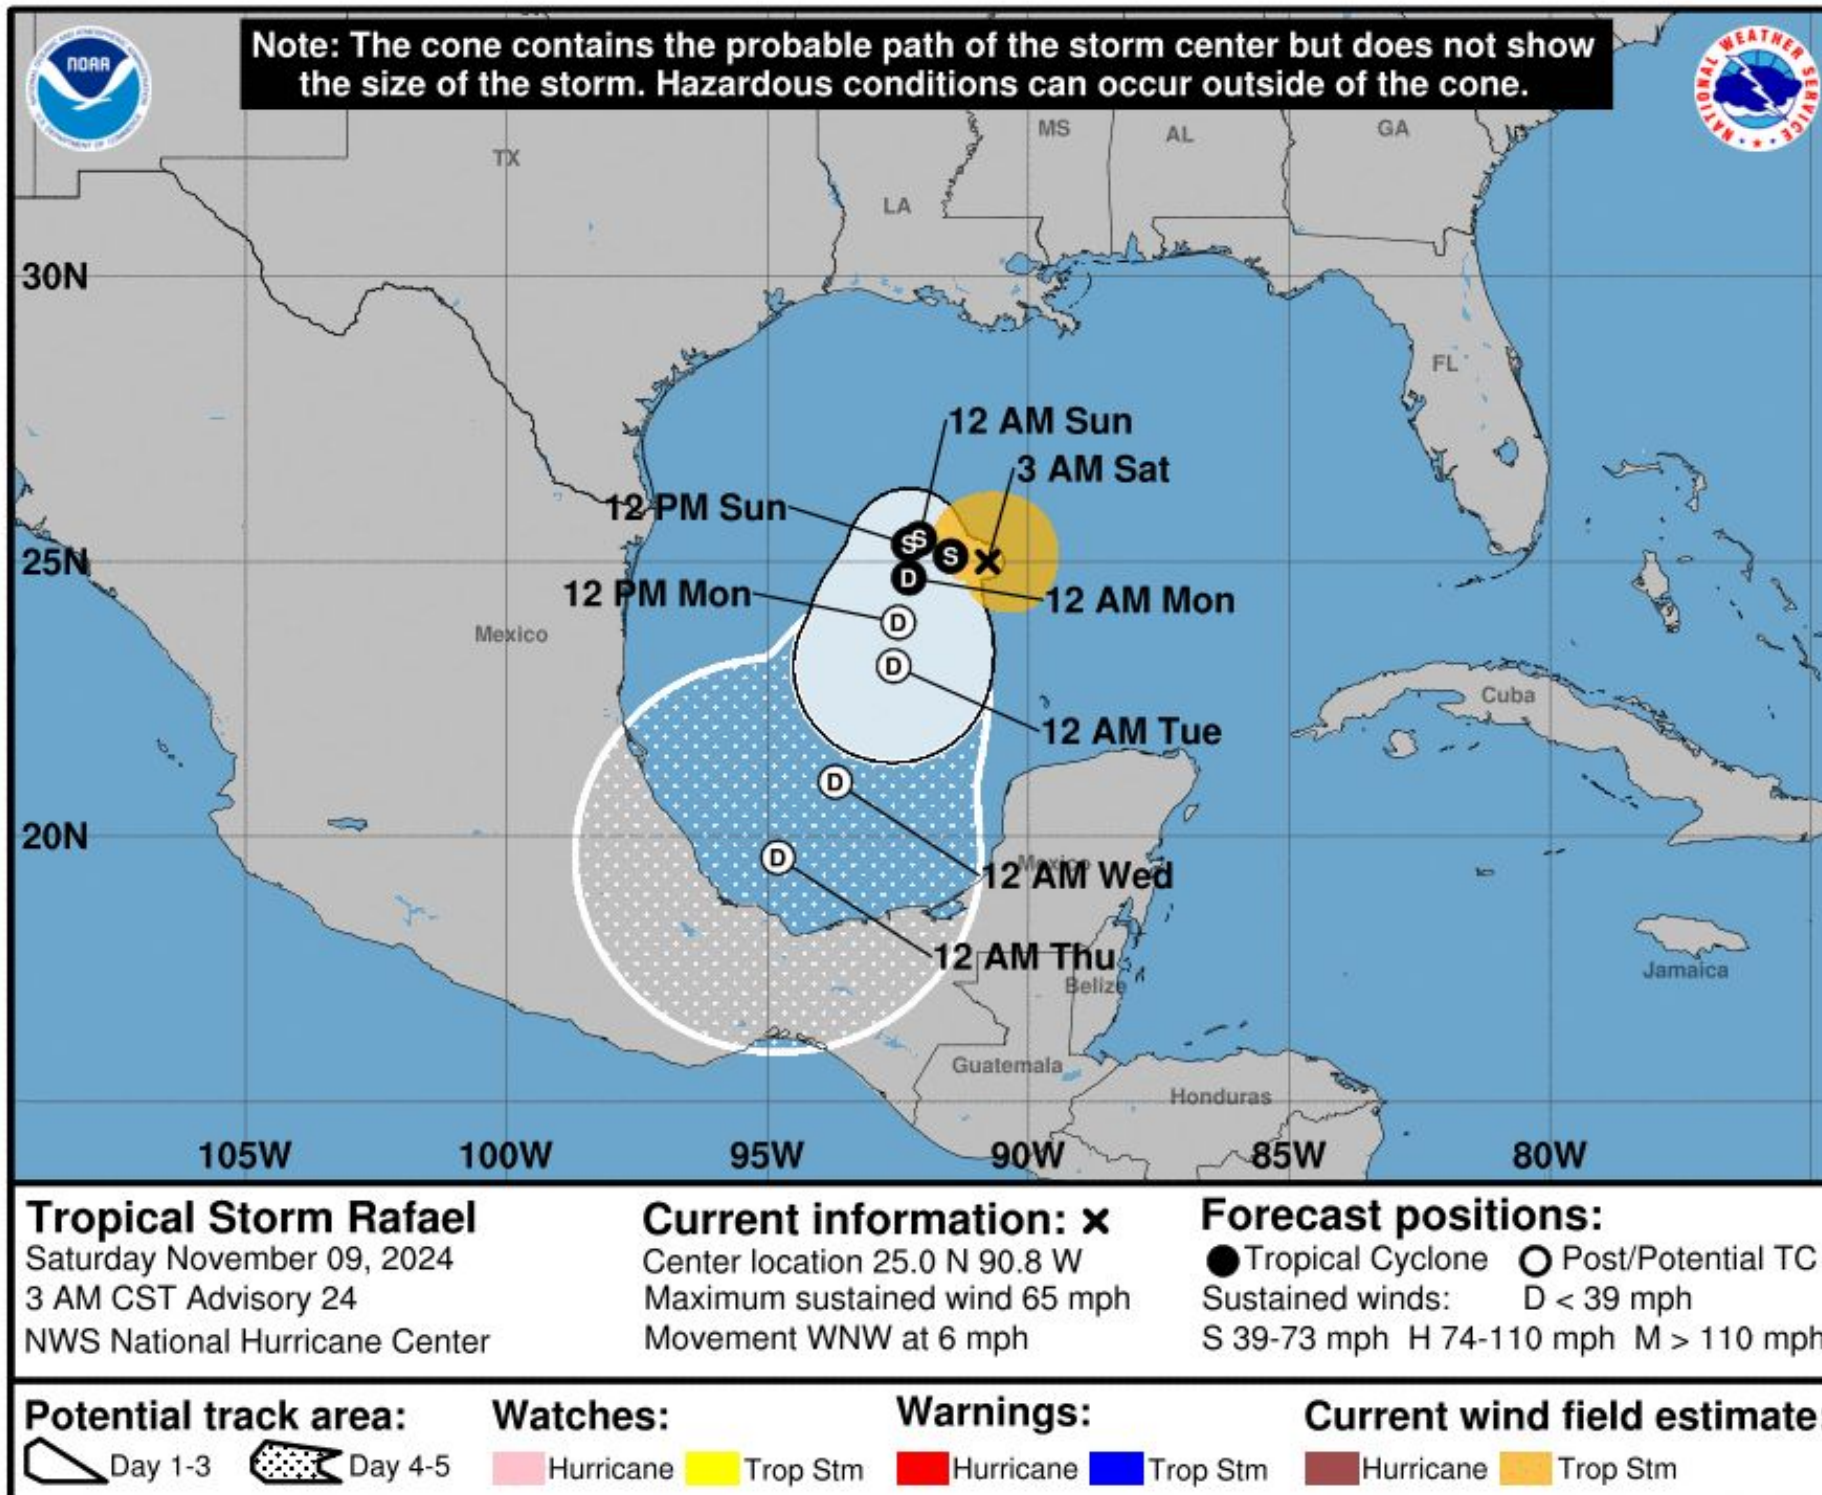 Note: The cone contains the probable path of the storm center but does not show
the size of the storm. Hazardous conditions can occur outside of the cone.
NOAA
NATIONAL WEATHER SERVICE
MS
AL
GA
TX
LA
30N
FL
12 AM Sun
3 AM Sat
12 PM Sun
S
S
S
25N
D
12 PM Mon
12 AM Mon
D
Mexico
D
Cuba
12 AM Tue
D
20N
D
Mexico
12 AM Wed
12 AM Thu
Belize
Jamaica
Guatemala
Honduras
105W 100W 95W 90W 85W 80W
Tropical Storm Rafael
Saturday November 09, 2024
3 AM CST Advisory 24
NWS National Hurricane Center
Current information: x
Center location 25.0 N 90.8 W
Maximum sustained wind 65 mph
Movement WNW at 6 mph
Forecast positions:
Tropical Cyclone Post/Potential TC
Sustained winds: D < 39 mph
S 39-73 mph H 74-110 mph M > 110 mph
Potential track area:
Day 1-3 Day 4-5
Watches:
Hurricane Trop Stm
Warnings:
Hurricane Trop Stm
Current wind field estimate:
Hurricane Trop Stm